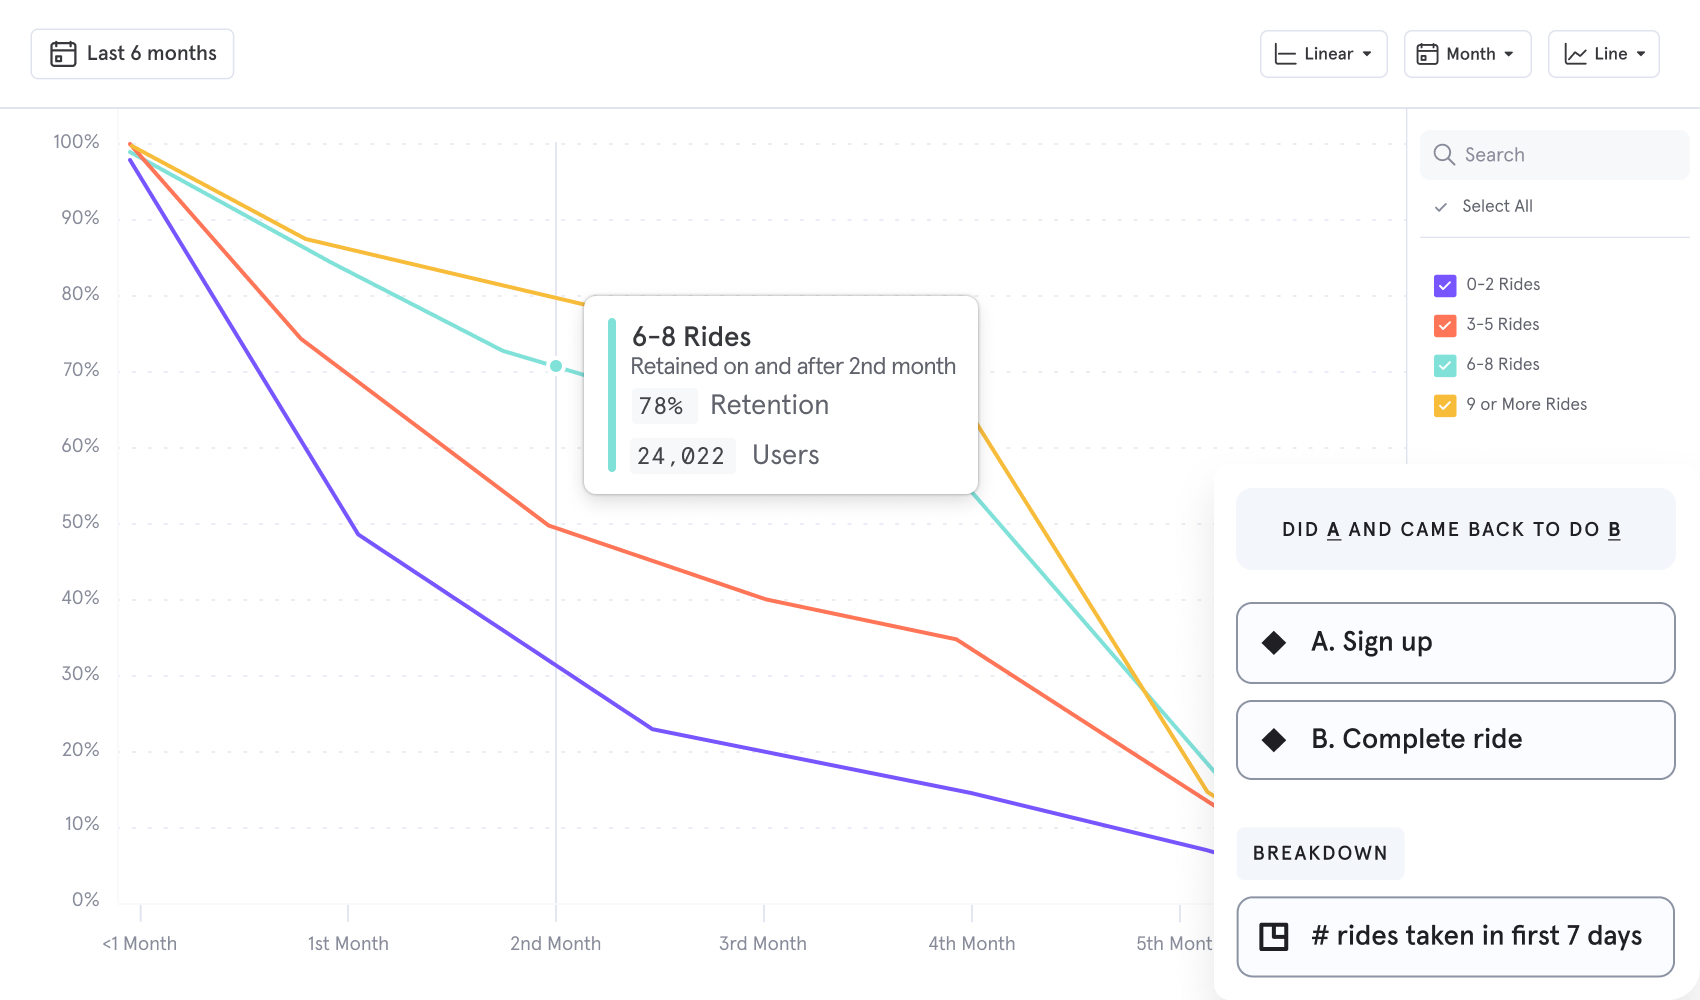 Last 6 months
Linear
Month
Line
100%
90%
80%
70%
60%
50%
40%
30%
20%
10%
0%
<1 Month
1st Month
2nd Month
3rd Month
4th Month
5th Mont
6-8 Rides
Retained on and after 2nd month
78% Retention
24,022 Users
Search
Select All
0-2 Rides
3-5 Rides
6-8 Rides
9 or More Rides
DID A AND CAME BACK TO DO B
A. Sign up
B. Complete ride
BREAKDOWN
# rides taken in first 7 days